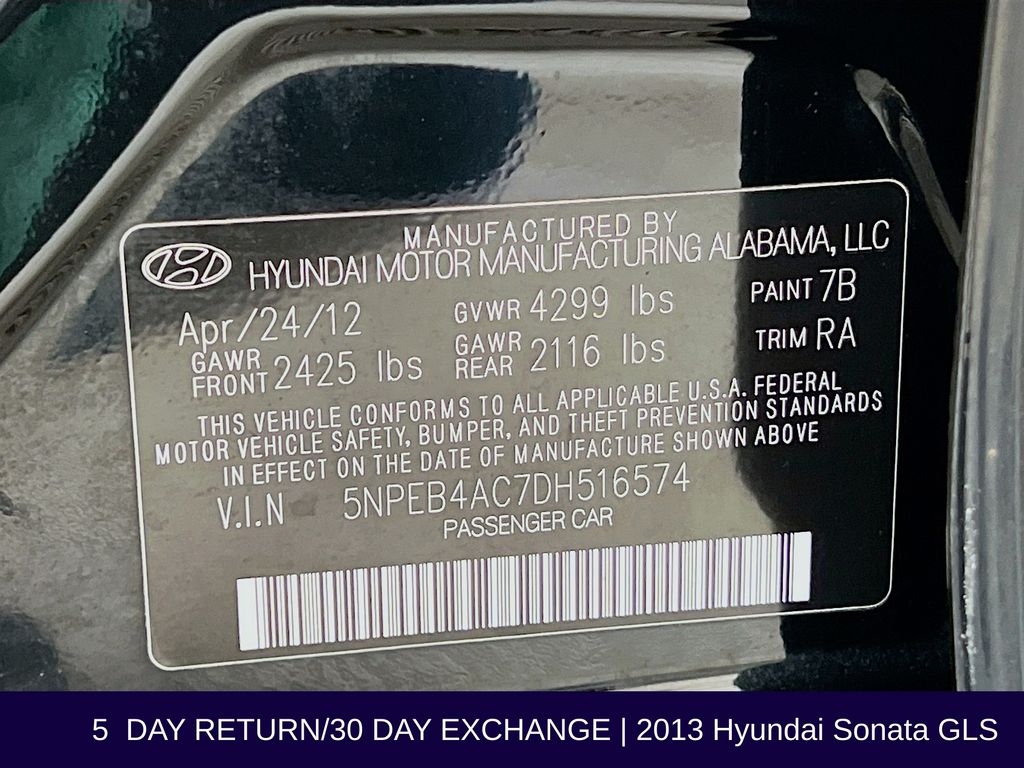 MANUFACTURED BY
HYUNDAI MOTOR MANUFACTURING ALABAMA, LLC
Apr/24/12 GVWR 4299 lbs PAINT 7B
GAWR FRONT 2425 lbs GAWR REAR 2116 lbs TRIM RA
THIS VEHICLE CONFORMS TO ALL APPLICABLE U.S.A. FEDERAL
MOTOR VEHICLE SAFETY, BUMPER, AND THEFT PREVENTION STANDARDS
IN EFFECT ON THE DATE OF MANUFACTURE SHOWN ABOVE
V.I.N 5NPEB4AC7DH516574
PASSENGER CAR
5 DAY RETURN/30 DAY EXCHANGE | 2013 Hyundai Sonata GLS